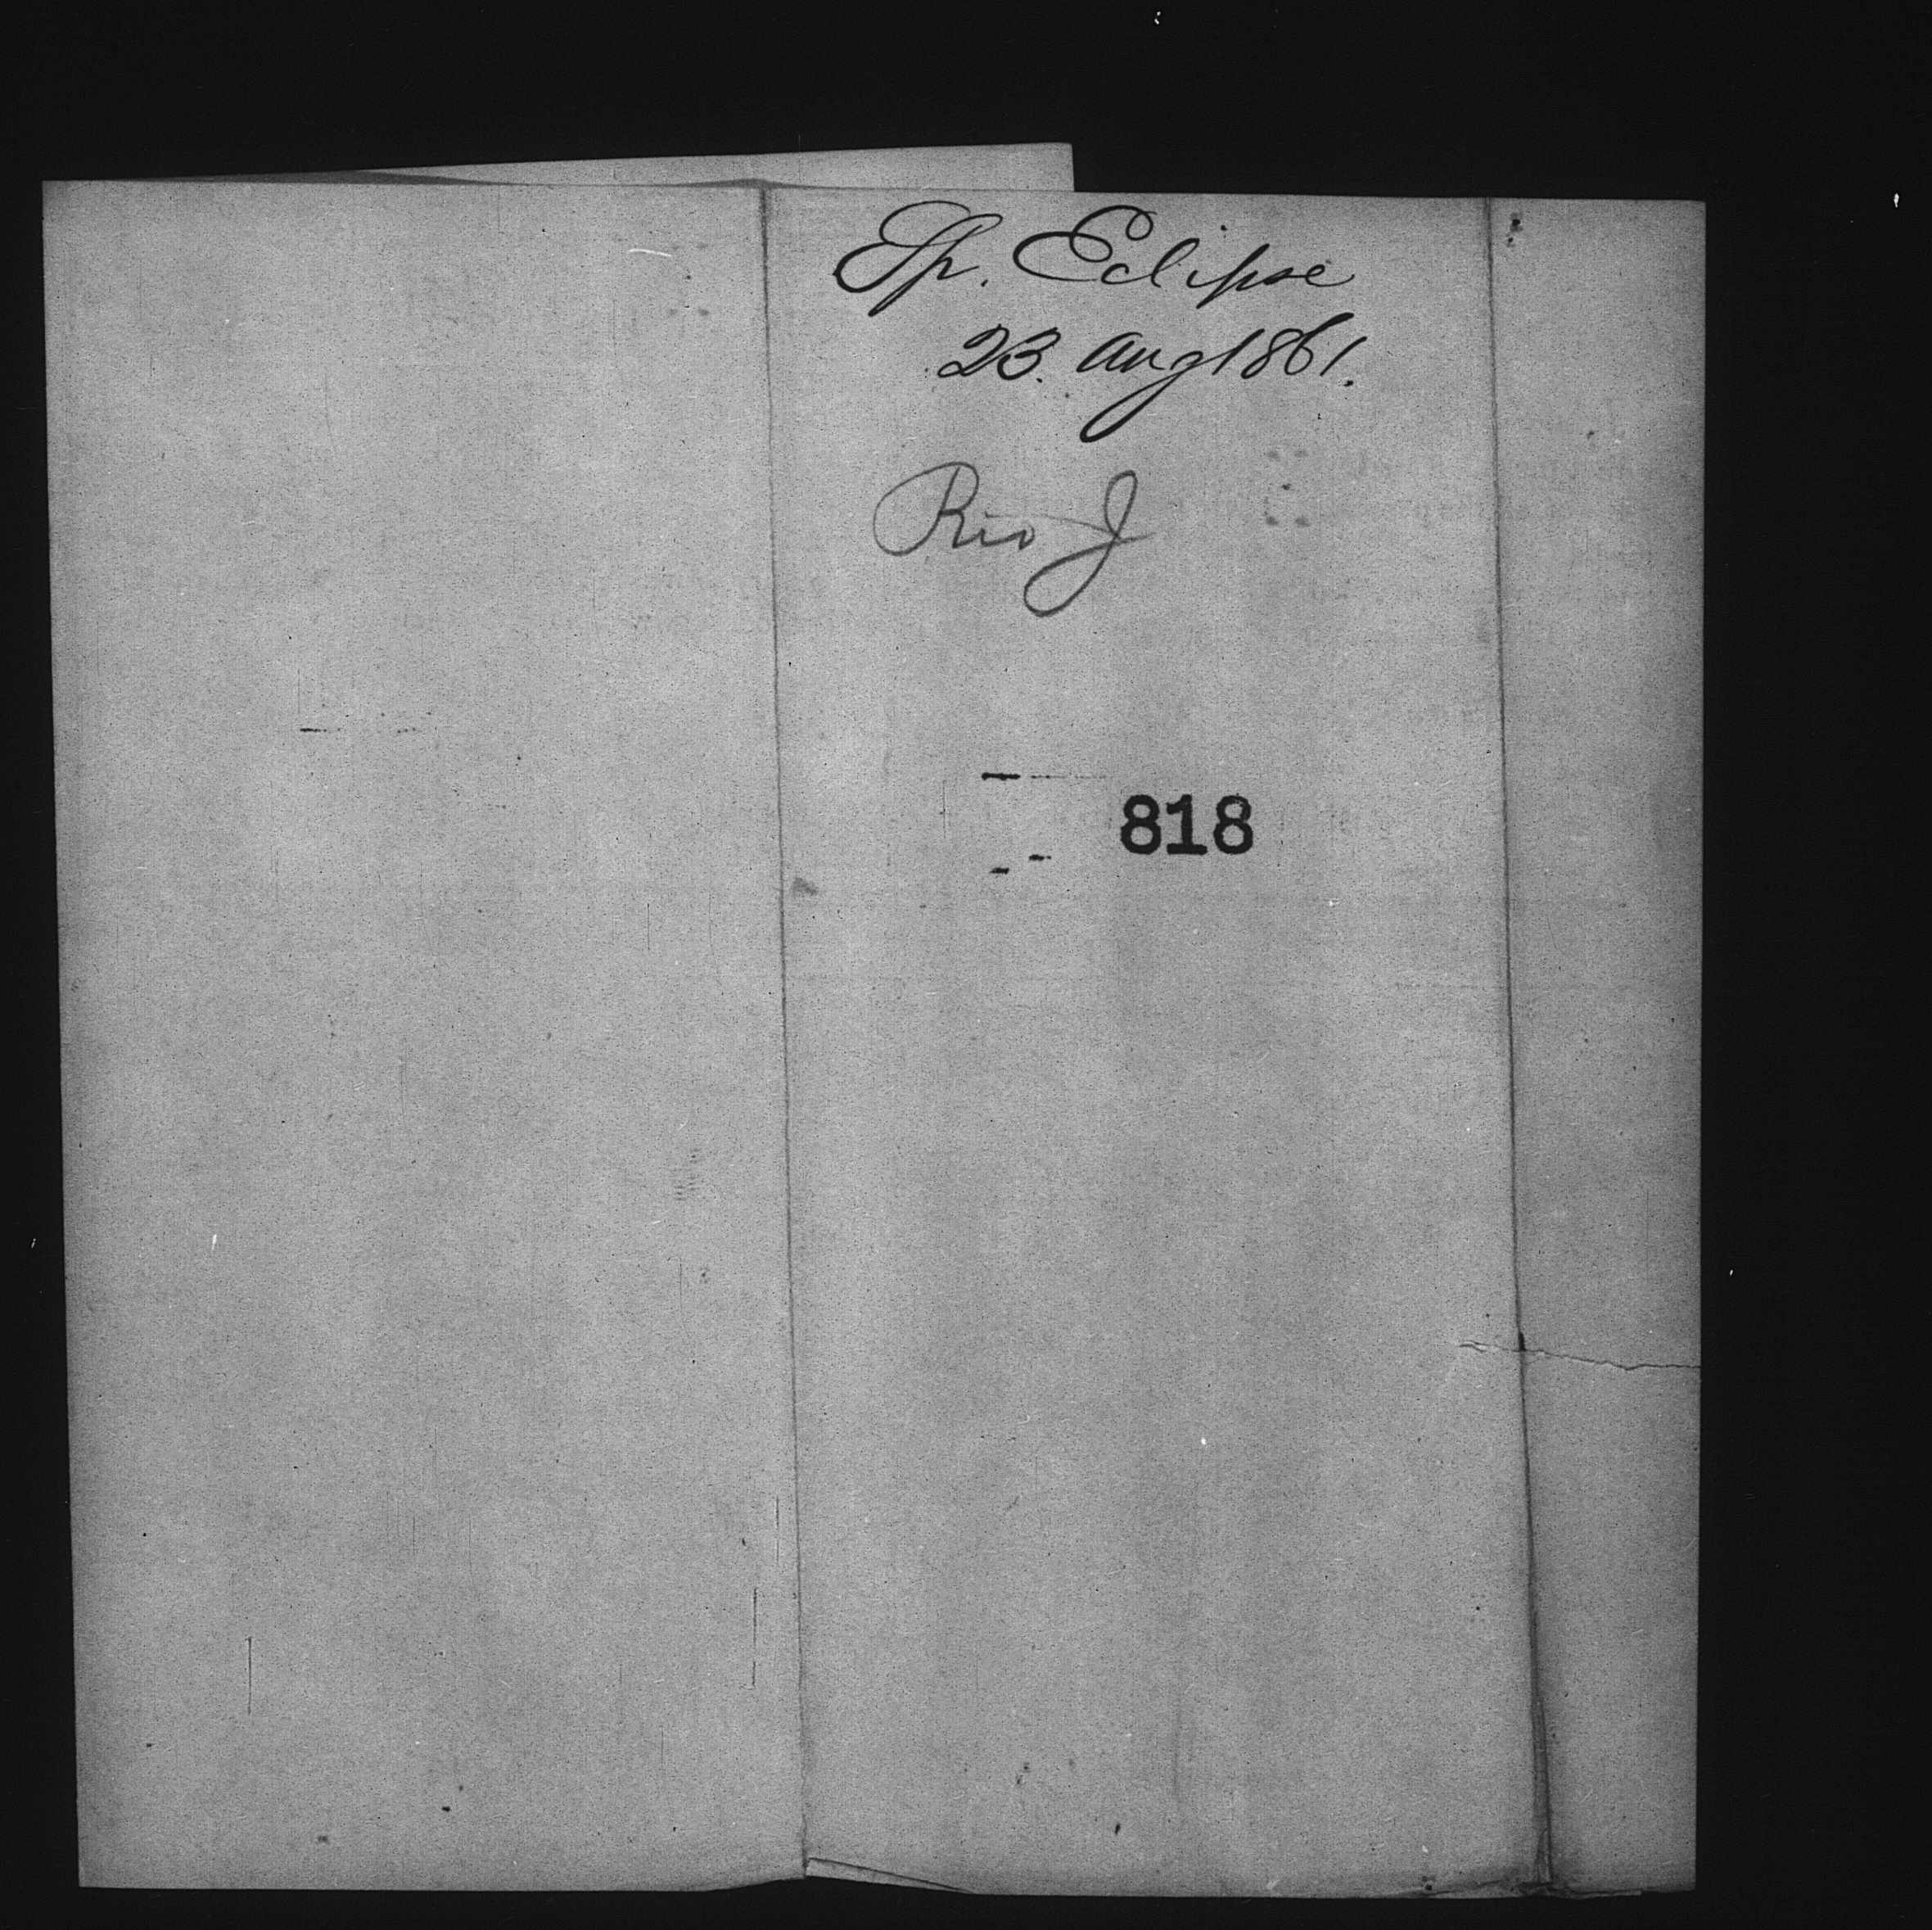 Sp. Eclipse
23. Aug 1861.
Rio J
818